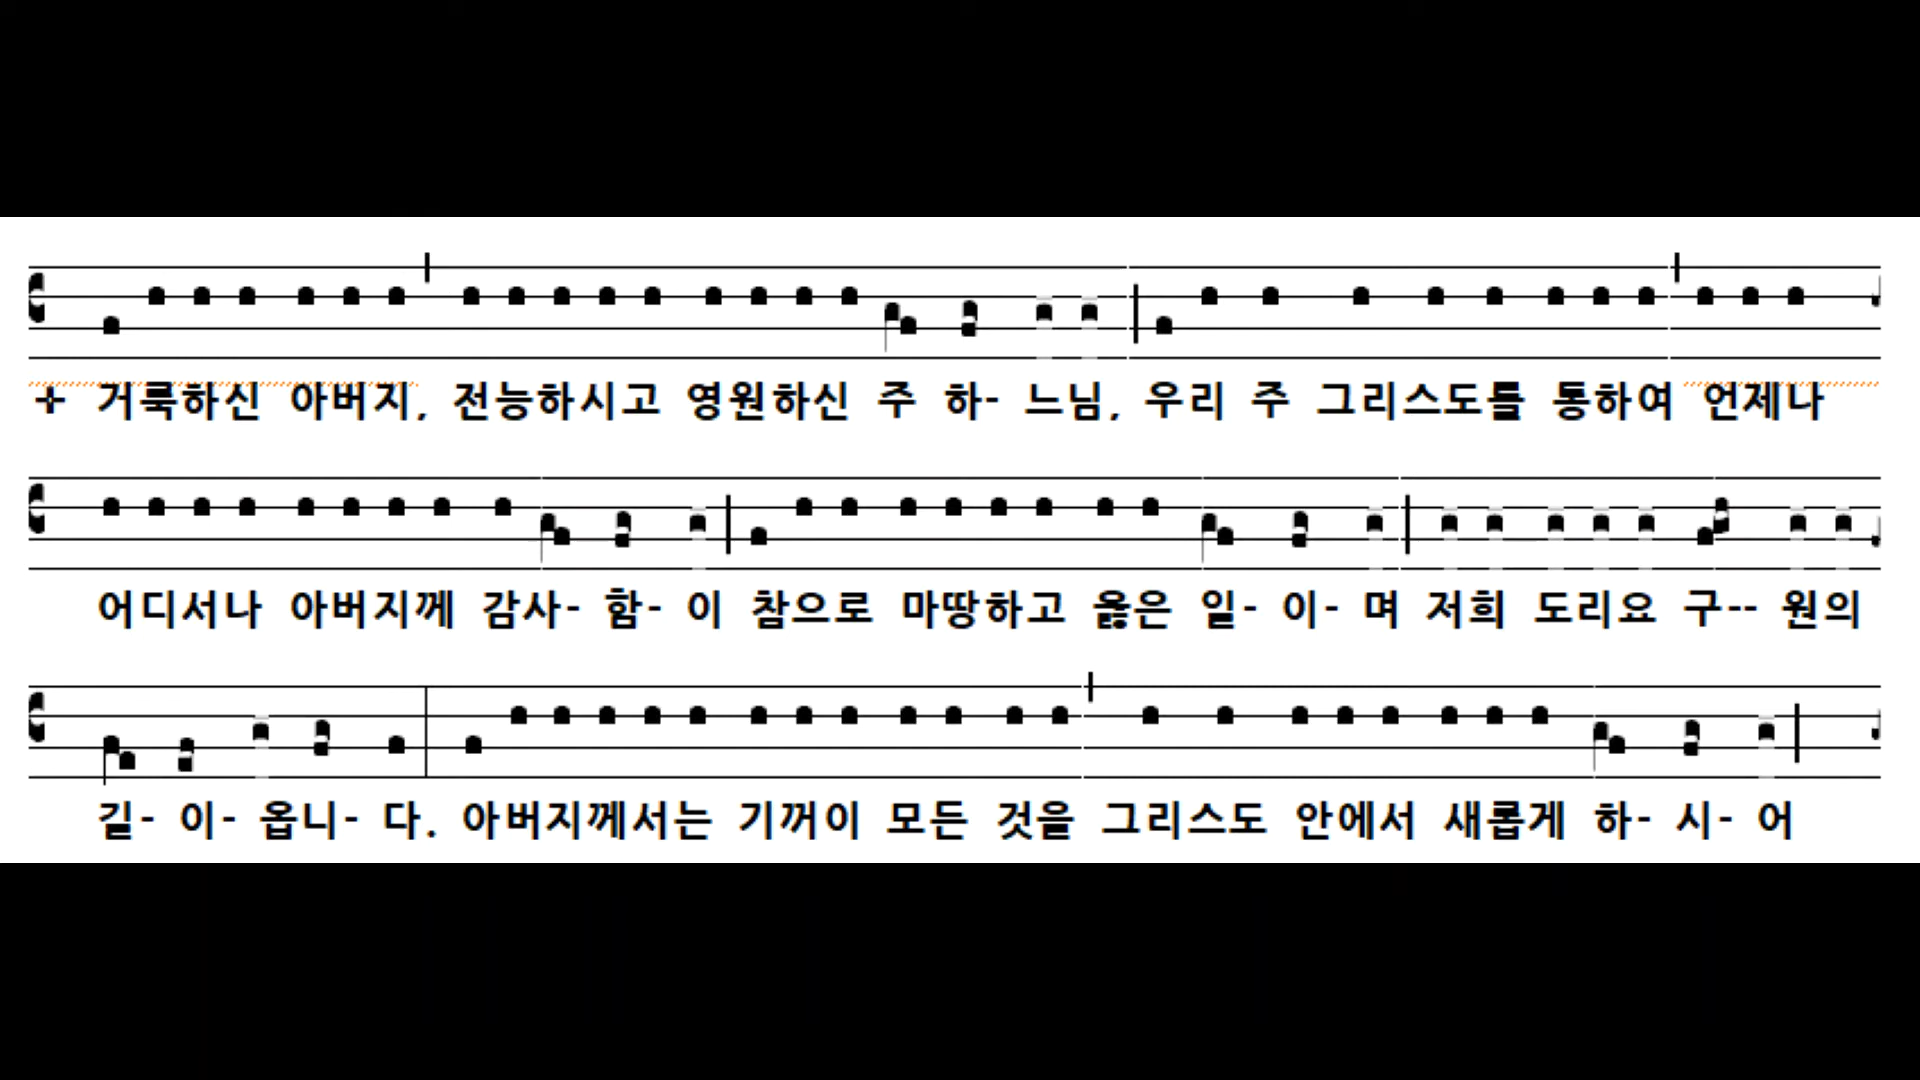 ✢ 거룩하신 아버지, 전능하시고 영원하신 주 하- 느님, 우리 주 그리스도를 통하여 언제나
어디서나 아버지께 감사- 함- 이 참으로 마땅하고 옳은 일- 이- 며 저희 도리요 구-- 원의
길- 이- 옵니- 다. 아버지께서는 기꺼이 모든 것을 그리스도 안에서 새롭게 하- 시- 어